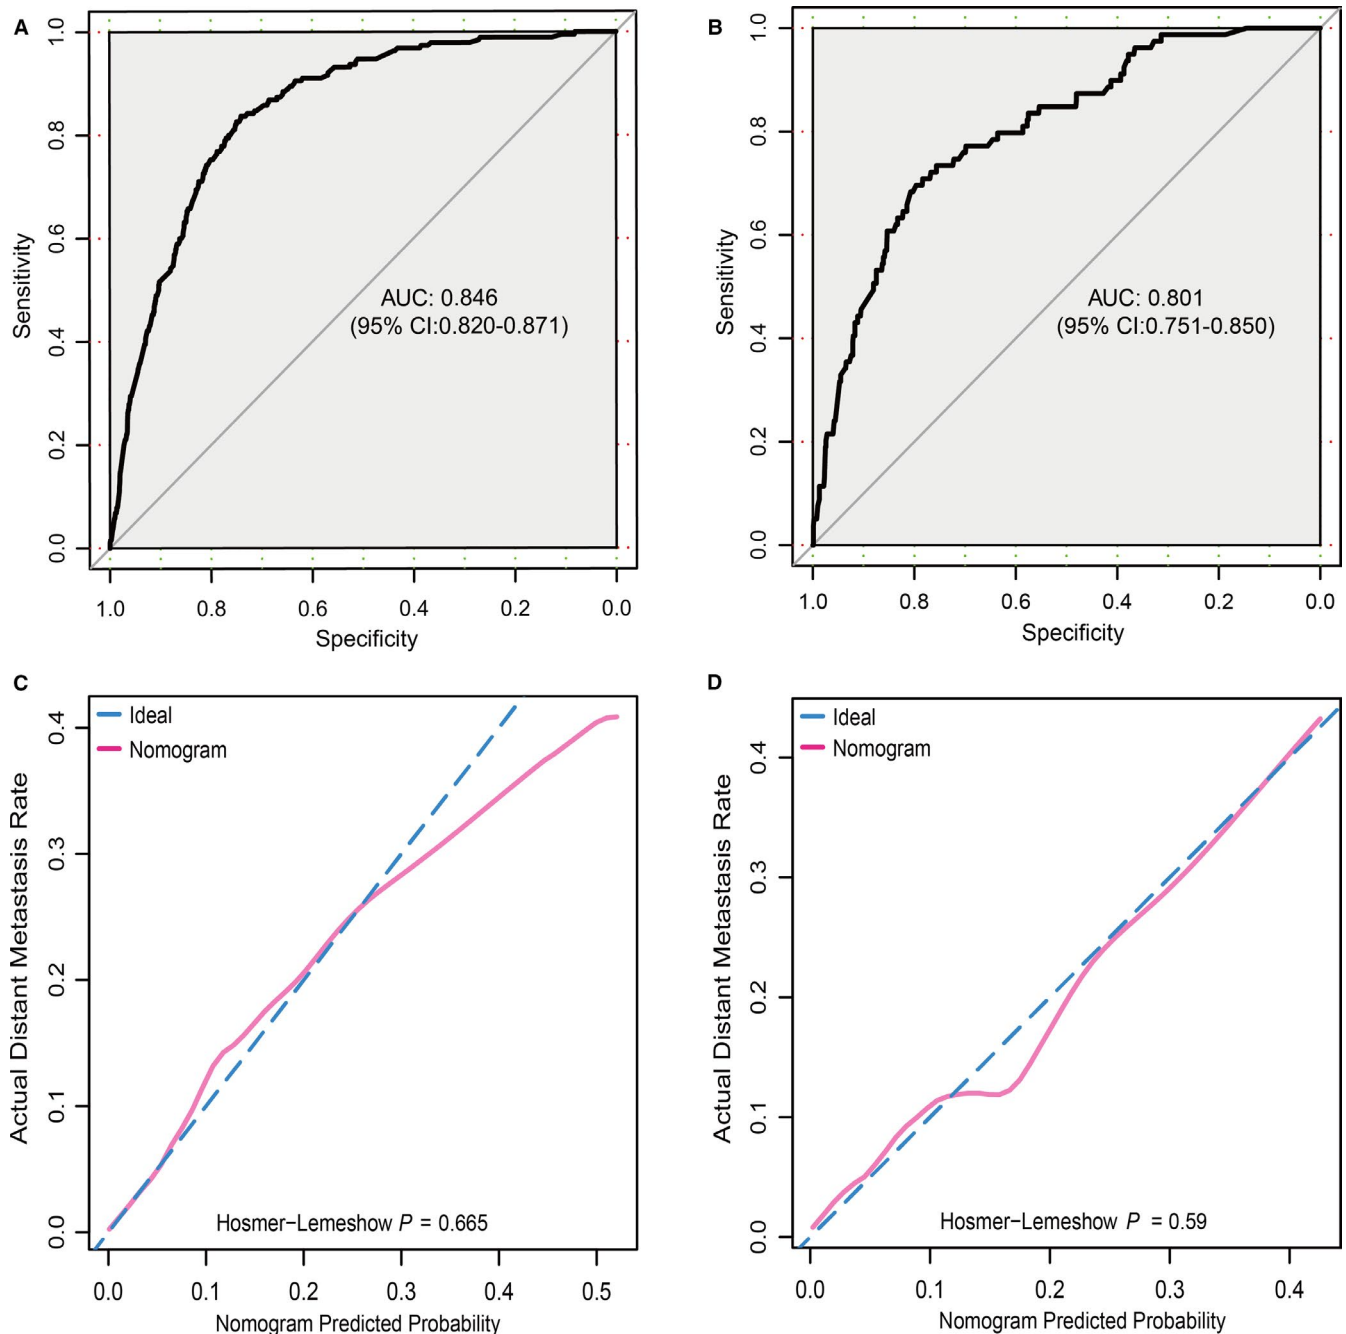 A
1.0
0.8
0.6
0.4
0.2
0.0
Sensitivity
AUC: 0.846
(95% CI:0.820-0.871)
1.0 0.8 0.6 0.4 0.2 0.0
Specificity
B
1.0
0.8
0.6
0.4
0.2
0.0
Sensitivity
AUC: 0.801
(95% CI:0.751-0.850)
1.0 0.8 0.6 0.4 0.2 0.0
Specificity
C
Ideal
Nomogram
0.4
0.3
0.2
0.1
0.0
Actual Distant Metastasis Rate
Hosmer−Lemeshow P = 0.665
0.0 0.1 0.2 0.3 0.4 0.5
Nomogram Predicted Probability
D
Ideal
Nomogram
0.4
0.3
0.2
0.1
0.0
Actual Distant Metastasis Rate
Hosmer−Lemeshow P = 0.59
0.0 0.1 0.2 0.3 0.4
Nomogram Predicted Probability